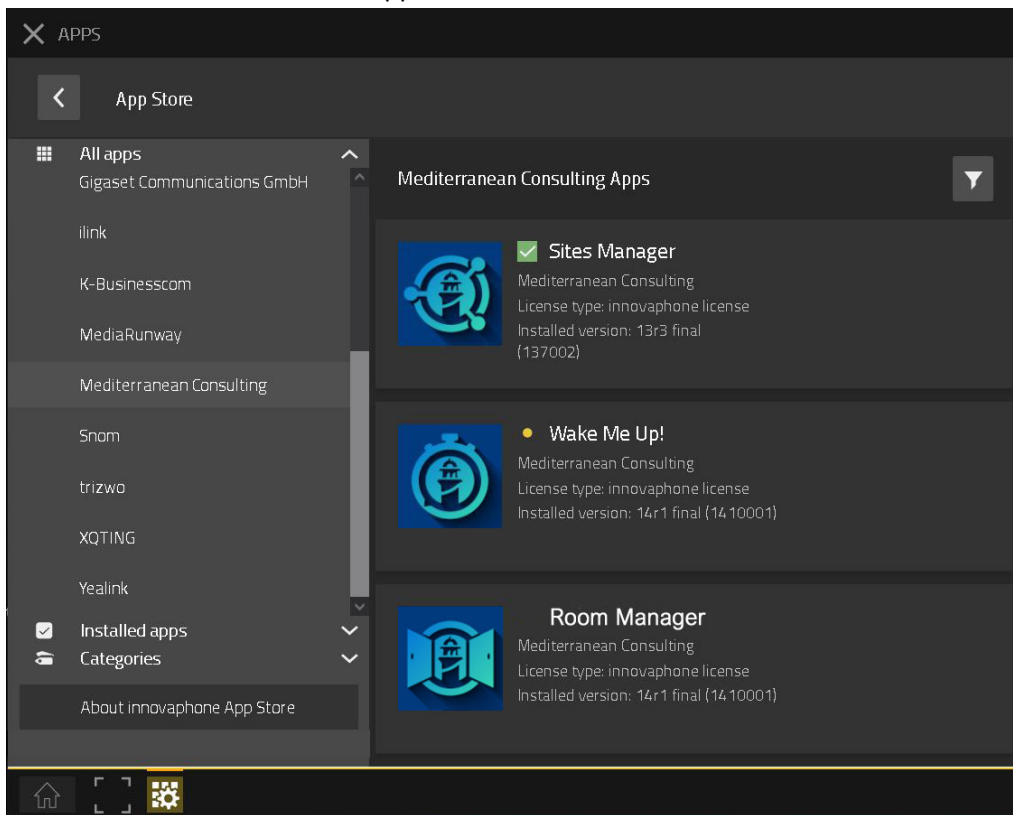 APPS
App Store
All apps
Gigaset Communications GmbH
ilink
K-Businesscom
MediaRunway
Mediterranean Consulting
Snom
trizwo
XQTING
Yealink
Installed apps
Categories
About innovaphone App Store
Mediterranean Consulting Apps
Sites Manager
Mediterranean Consulting
License type: innovaphone license
Installed version: 13r3 final
(137002)
Wake Me Up!
Mediterranean Consulting
License type: innovaphone license
Installed version: 14r1 final (1410001)
Room Manager
Mediterranean Consulting
License type: innovaphone license
Installed version: 14r1 final (1410001)